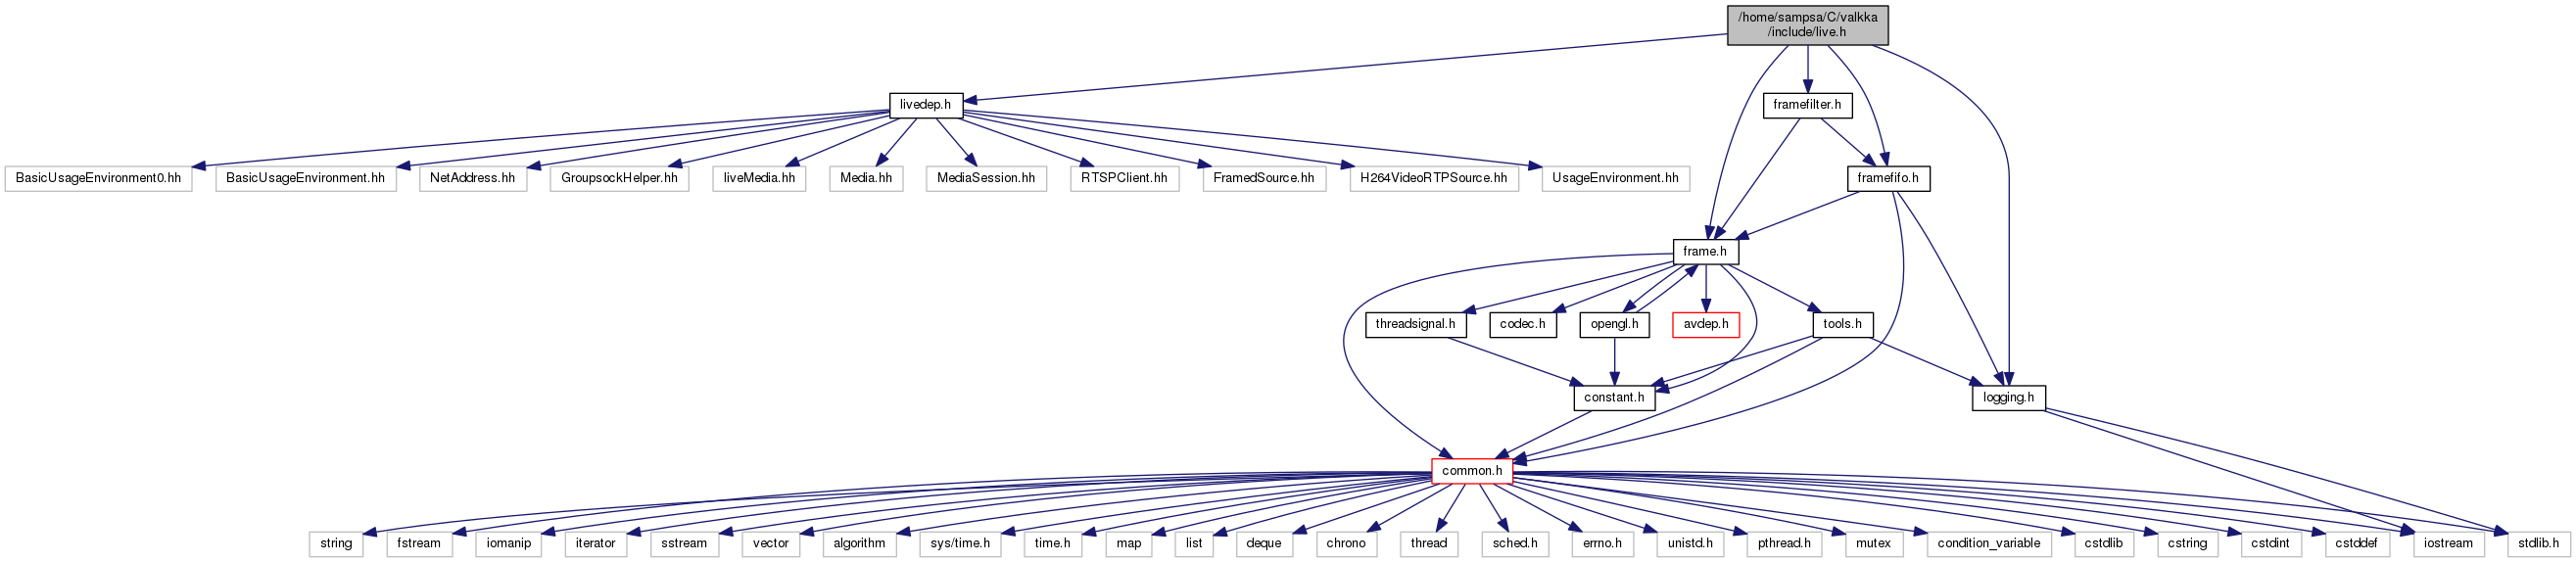 /home/sampsa/C/valkka
/include/live.h
livedep.h
framefilter.h
BasicUsageEnvironment0.hh
BasicUsageEnvironment.hh
NetAddress.hh
GroupsockHelper.hh
liveMedia.hh
Media.hh
MediaSession.hh
RTSPClient.hh
FramedSource.hh
H264VideoRTPSource.hh
UsageEnvironment.hh
framefifo.h
frame.h
threadsignal.h
codec.h
opengl.h
avdep.h
tools.h
constant.h
logging.h
common.h
string
fstream
iomanip
iterator
sstream
vector
algorithm
sys/time.h
time.h
map
list
deque
chrono
thread
sched.h
errno.h
unistd.h
pthread.h
mutex
condition_variable
cstdlib
cstring
cstdint
cstddef
iostream
stdlib.h